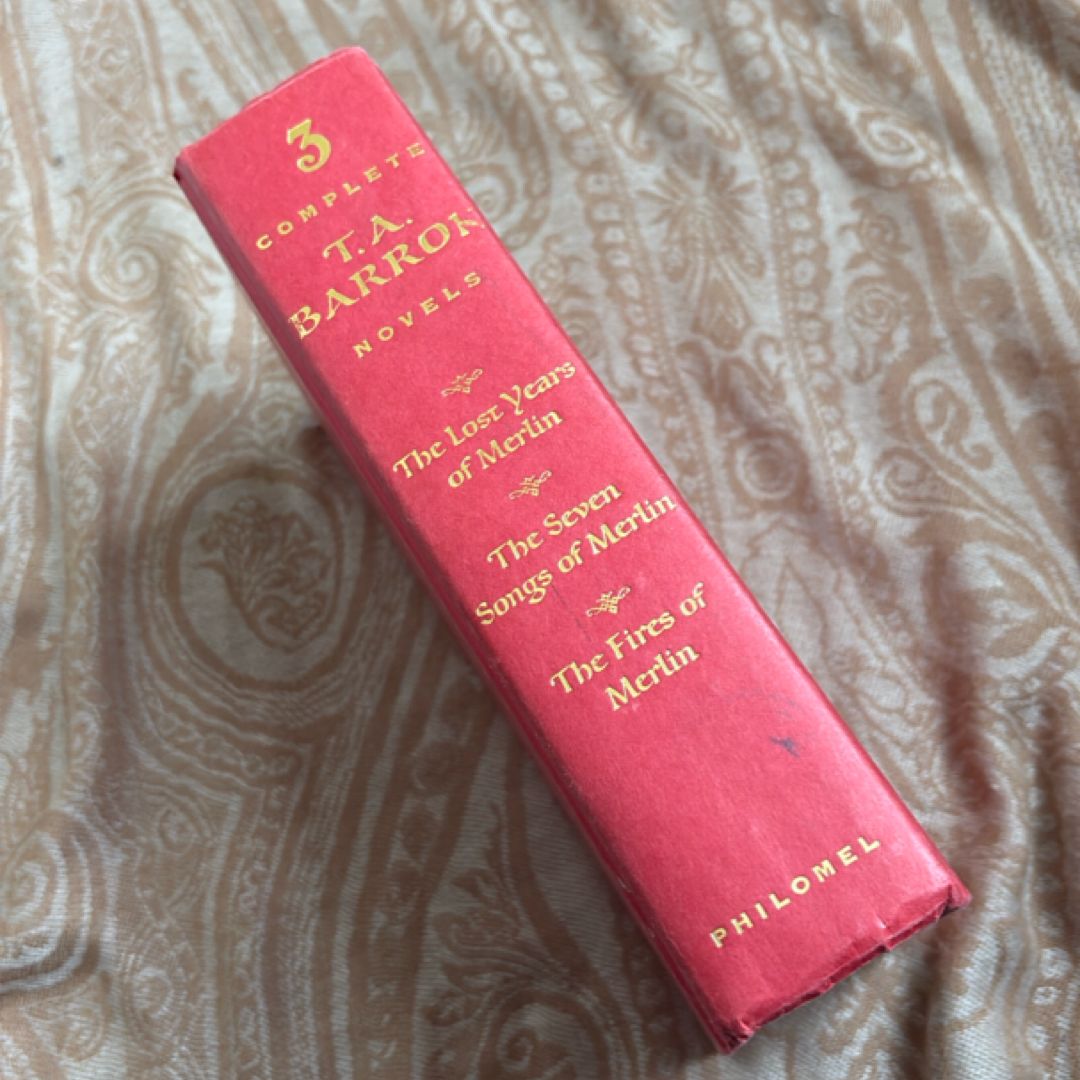 3
COMPLETE
T.A.
BARRON
NOVELS
The Lost Years
of Merlin
The Seven
Songs of Merlin
The Fires of
Merlin
PHILOMEL